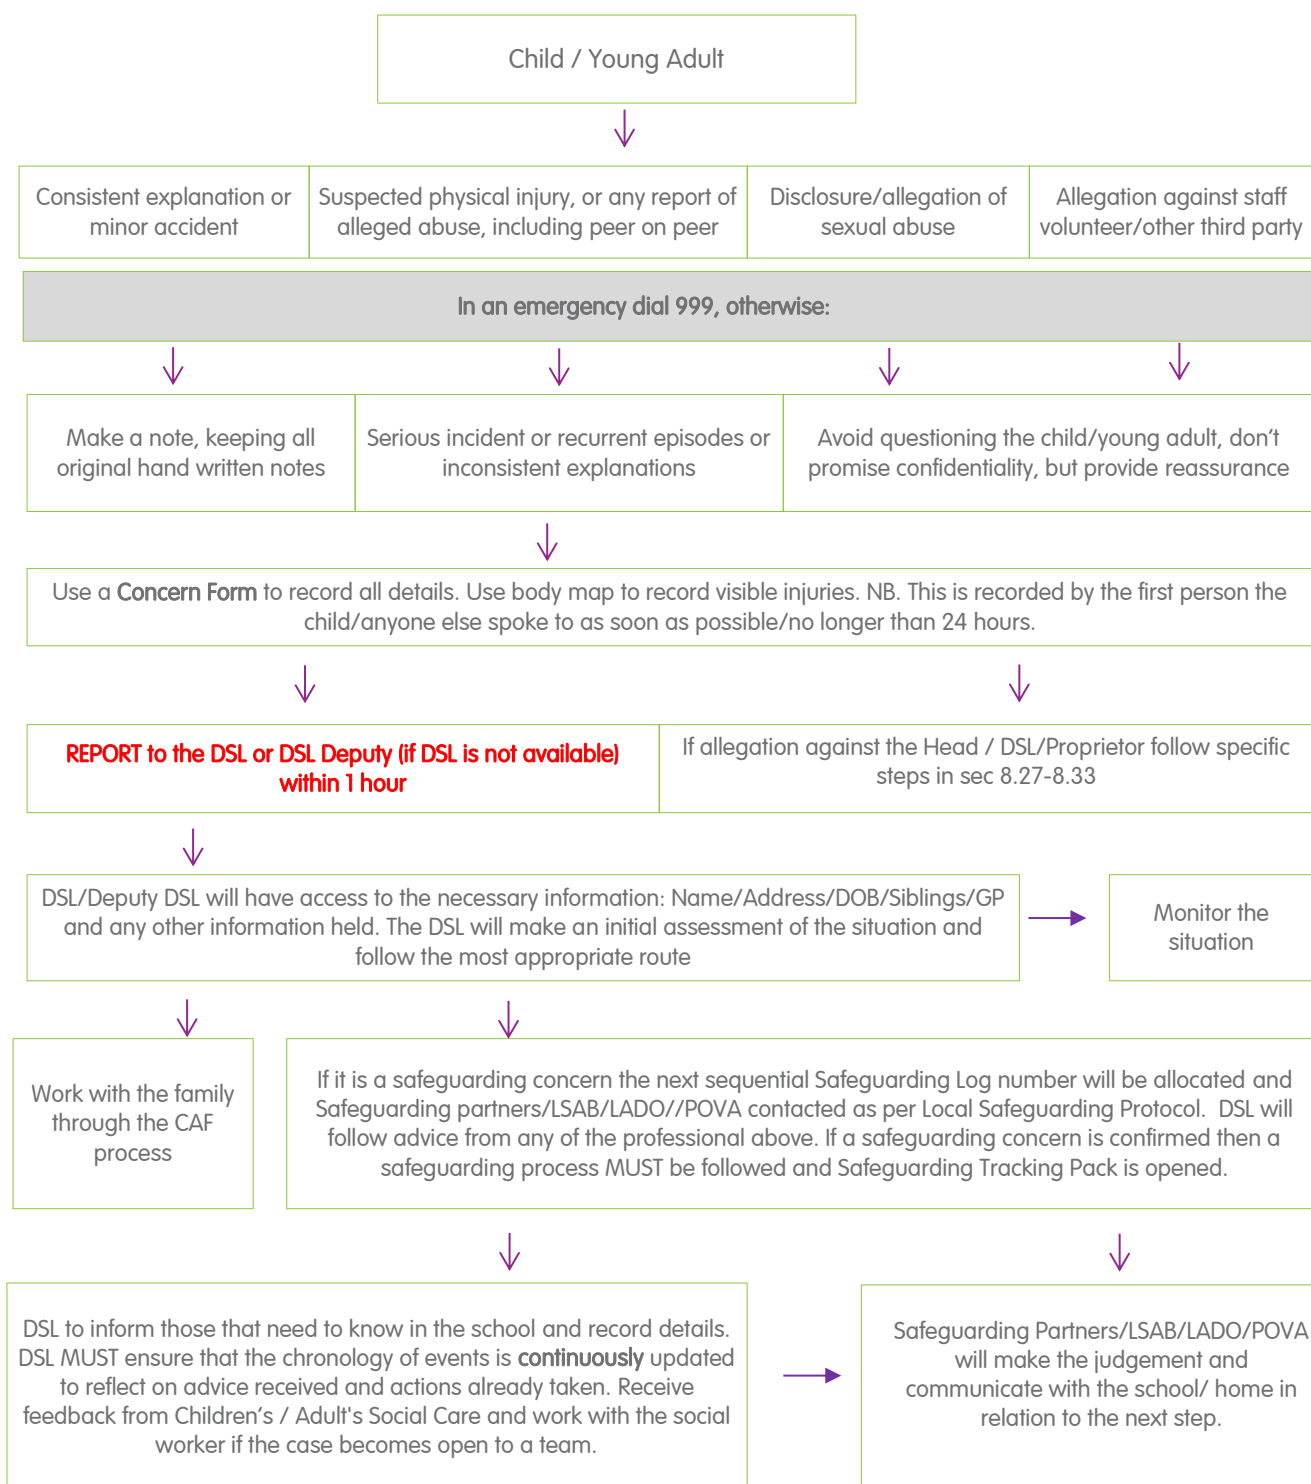 Child / Young Adult
Consistent explanation or
minor accident
Suspected physical injury, or any report of
alleged abuse, including peer on peer
Disclosure/allegation of
sexual abuse
Allegation against staff
volunteer/other third party
In an emergency dial 999, otherwise:
Make a note, keeping all
original hand written notes
Serious incident or recurrent episodes or
inconsistent explanations
Avoid questioning the child/young adult, don't
promise confidentiality, but provide reassurance
Use a Concern Form to record all details. Use body map to record visible injuries. NB. This is recorded by the first person the
child/anyone else spoke to as soon as possible/no longer than 24 hours.
REPORT to the DSL or DSL Deputy (if DSL is not available)
within 1 hour
If allegation against the Head / DSL/Proprietor follow specific
steps in sec 8.27-8.33
DSL/Deputy DSL will have access to the necessary information: Name/Address/DOB/Siblings/GP
and any other information held. The DSL will make an initial assessment of the situation and
follow the most appropriate route
Monitor the
situation
Work with the family
through the CAF
process
If it is a safeguarding concern the next sequential Safeguarding Log number will be allocated and
Safeguarding partners/LSAB/LADO//POVA contacted as per Local Safeguarding Protocol. DSL will
follow advice from any of the professional above. If a safeguarding concern is confirmed then a
safeguarding process MUST be followed and Safeguarding Tracking Pack is opened.
DSL to inform those that need to know in the school and record details.
DSL MUST ensure that the chronology of events is continuously updated
to reflect on advice received and actions already taken. Receive
feedback from Children's / Adult's Social Care and work with the social
worker if the case becomes open to a team.
Safeguarding Partners/LSAB/LADO/POVA
will make the judgement and
communicate with the school/ home in
relation to the next step.